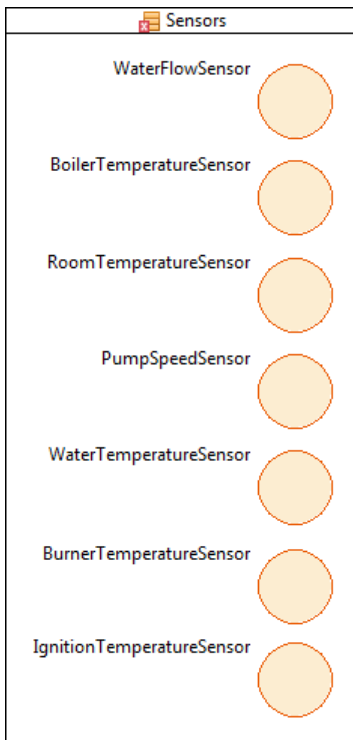 Sensors
WaterFlowSensor
BoilerTemperatureSensor
RoomTemperatureSensor
PumpSpeedSensor
WaterTemperatureSensor
BurnerTemperatureSensor
IgnitionTemperatureSensor